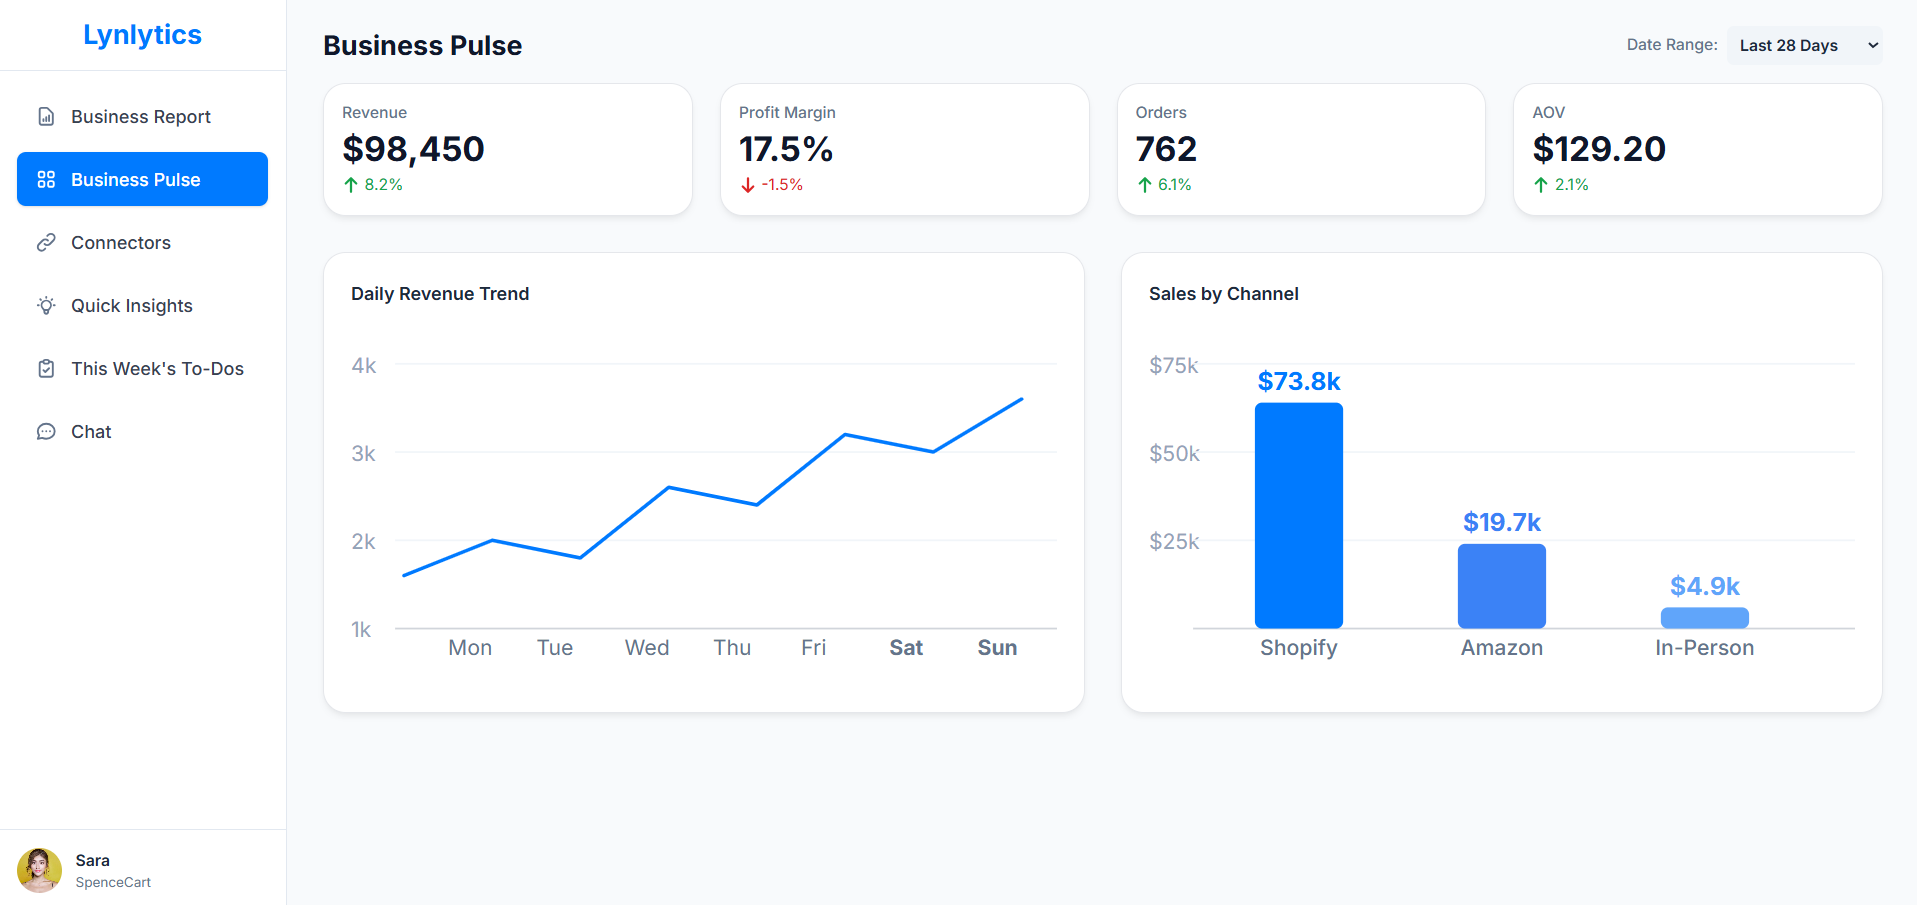 Lynlytics
Business Report
Business Pulse
Connectors
Quick Insights
This Week's To-Dos
Chat
Sara
SpenceCart
Business Pulse
Date Range: Last 28 Days
Revenue
$98,450
8.2%
Profit Margin
17.5%
-1.5%
Orders
762
6.1%
AOV
$129.20
2.1%
Daily Revenue Trend
4k
3k
2k
1k
Mon Tue Wed Thu Fri Sat Sun
Sales by Channel
$75k
$50k
$25k
$73.8k
$19.7k
$4.9k
Shopify Amazon In-Person